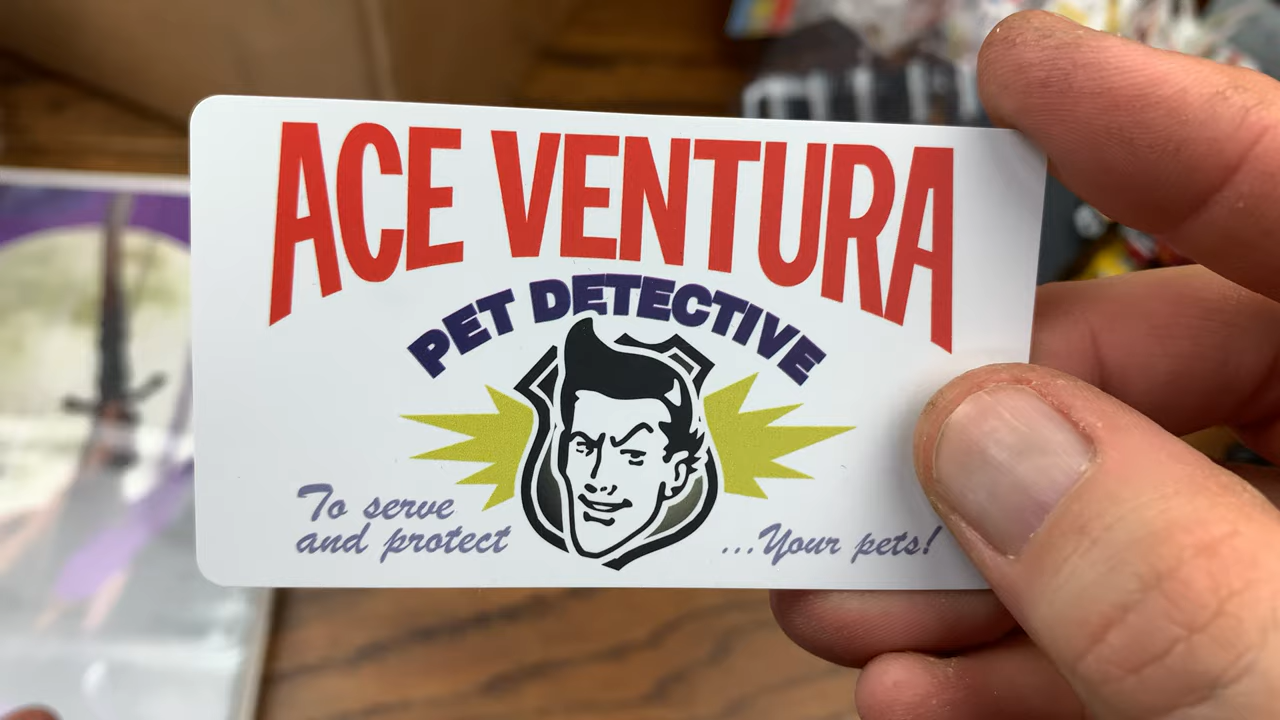 ACE VENTURA
PET DETECTIVE
To serve
and protect
...Your pets!